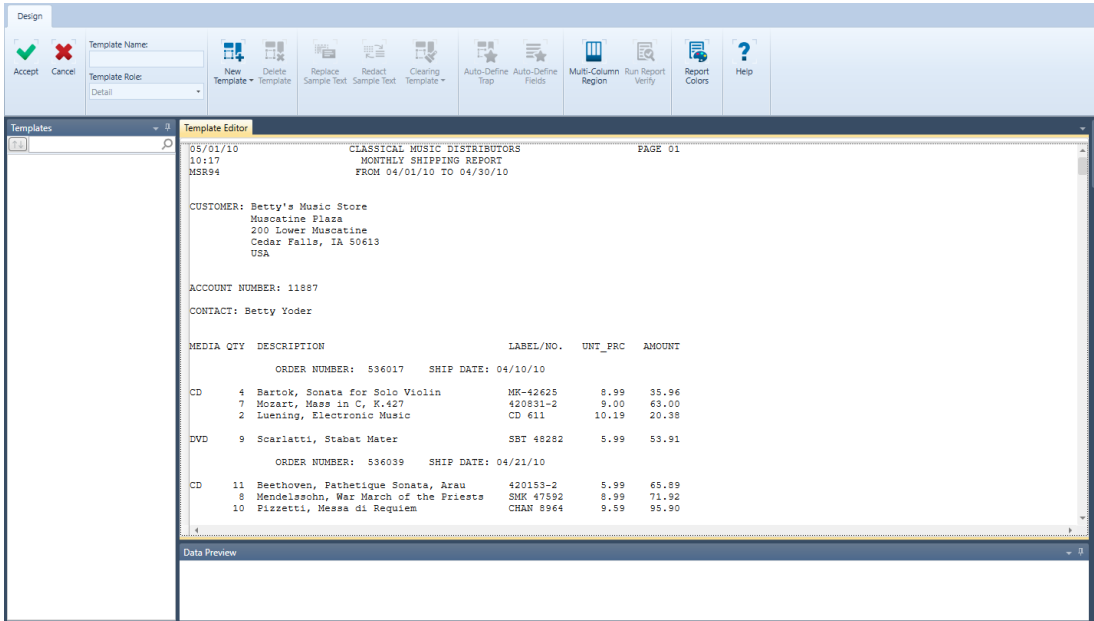 Design
Accept
Cancel
Template Name:
Template Role:
Detail
New Template
Delete Template
Replace Sample Text
Redact Sample Text
Clearing Template
Auto-Define Trap
Auto-Define Fields
Multi-Column Region
Run Report Verify
Report Colors
Help
Templates
Template Editor
05/01/10 CLASSICAL MUSIC DISTRIBUTORS PAGE 01
10:17 MONTHLY SHIPPING REPORT
MSR94 FROM 04/01/10 TO 04/30/10
CUSTOMER: Betty's Music Store
Muscatine Plaza
200 Lower Muscatine
Cedar Falls, IA 50613
USA
ACCOUNT NUMBER: 11887
CONTACT: Betty Yoder
MEDIA QTY DESCRIPTION LABEL/NO. UNT_PRC AMOUNT
ORDER NUMBER: 536017 SHIP DATE: 04/10/10
CD 4 Bartok, Sonata for Solo Violin MK-42625 8.99 35.96
7 Mozart, Mass in C, K.427 420831-2 9.00 63.00
2 Luening, Electronic Music CD 611 10.19 20.38
DVD 9 Scarlatti, Stabat Mater SBT 48282 5.99 53.91
ORDER NUMBER: 536039 SHIP DATE: 04/21/10
CD 11 Beethoven, Pathetique Sonata, Arau 420153-2 5.99 65.89
8 Mendelssohn, War March of the Priests SMK 47592 8.99 71.92
10 Pizzetti, Messa di Requiem CHAN 8964 9.59 95.90
Data Preview